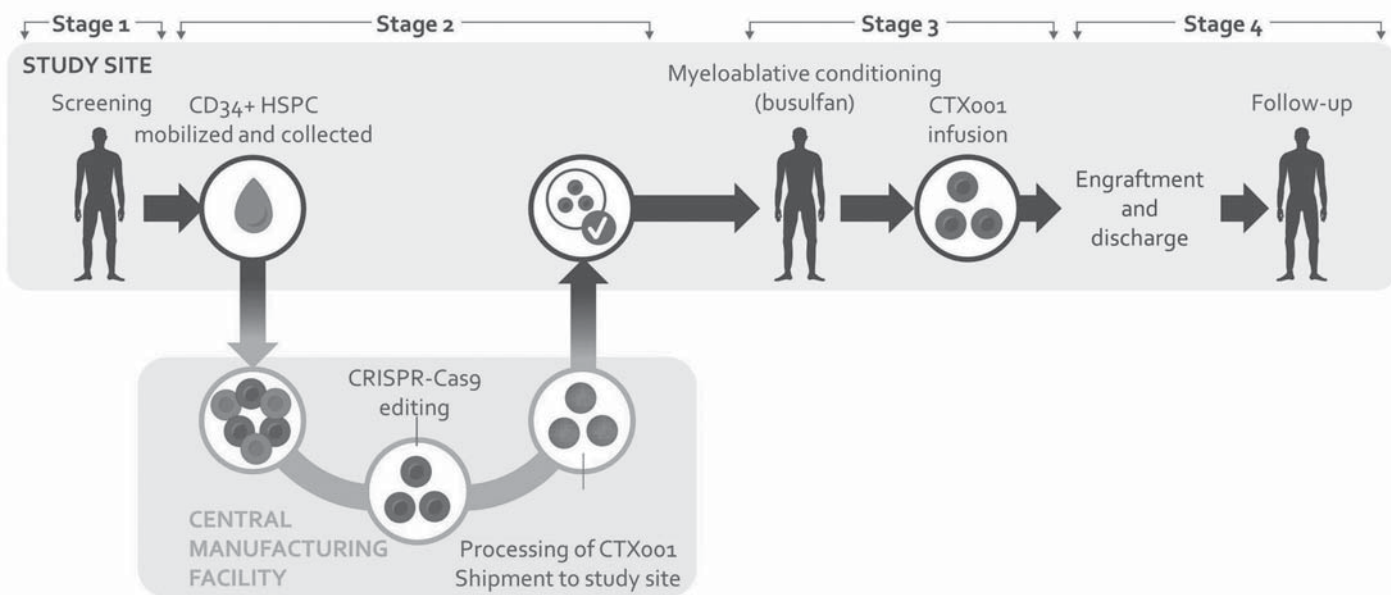 Stage 1
Stage 2
Stage 3
Stage 4
STUDY SITE
Screening
CD34+ HSPC
mobilized and collected
Myeloablative conditioning
(busulfan)
CTX001
infusion
Engraftment
and
discharge
Follow-up
CRISPR-Cas9
editing
CENTRAL
MANUFACTURING
FACILITY
Processing of CTX001
Shipment to study site